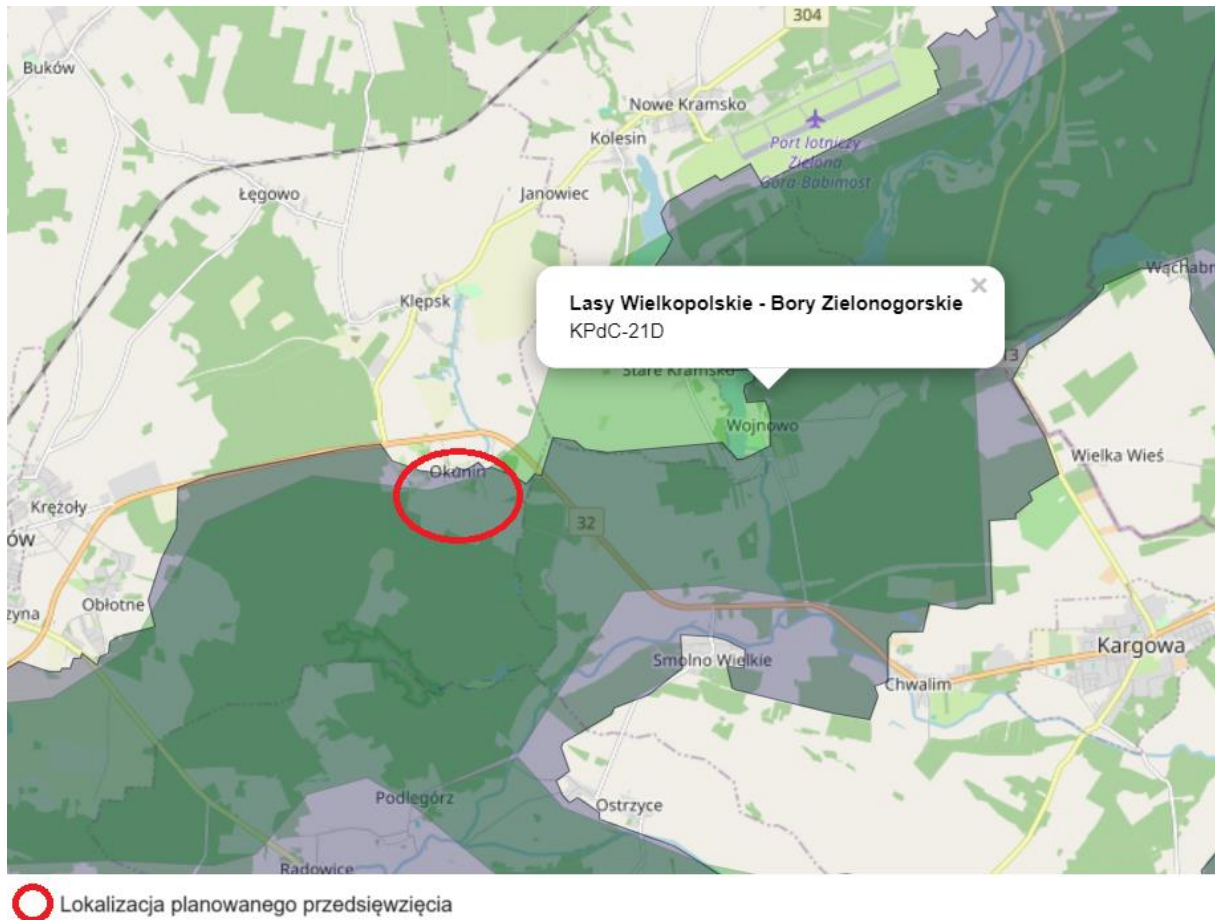 304
Buków
Nowe Kramsko
Kolesin
Port lotniczy
Zielona
Góra-Babimost
Łęgowo
Janowiec
Klępsk
×
Lasy Wielkopolskie - Bory Zielonogorskie
KPdC-21D
Stare Kramsko
Wojnowo
Wielka Wieś
Okunin
Krężoły
32
Obłotne
Kargowa
Smolno Wielkie
Chwalim
Podlegórz
Ostrzyce
Radowice
Lokalizacja planowanego przedsięwzięcia